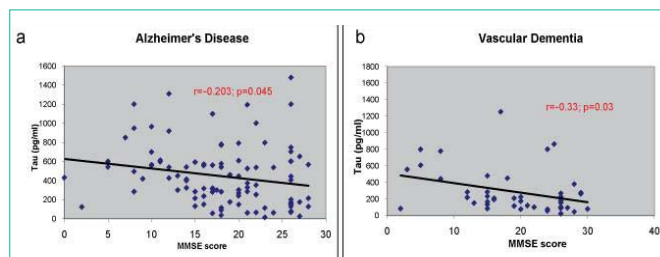 a
Alzheimer's Disease
Tau (pg/ml)
1600
1400
1200
1000
800
600
400
200
0
r=-0.203; p=0.045
0 5 10 15 20 25
MMSE score
b
Vascular Dementia
Tau (pg/ml)
1800
1600
1400
1200
1000
800
600
400
200
0
r=-0.33; p=0.03
0 10 20 30 40
MMSE score